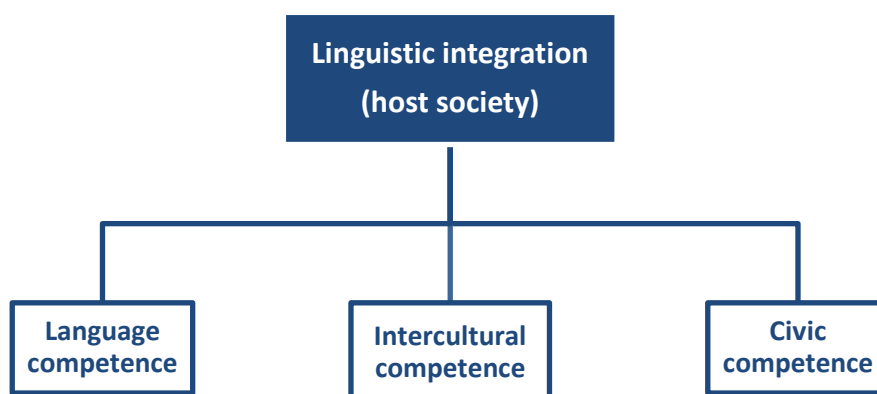 Linguistic integration
(host society)
Language
competence
Intercultural
competence
Civic
competence